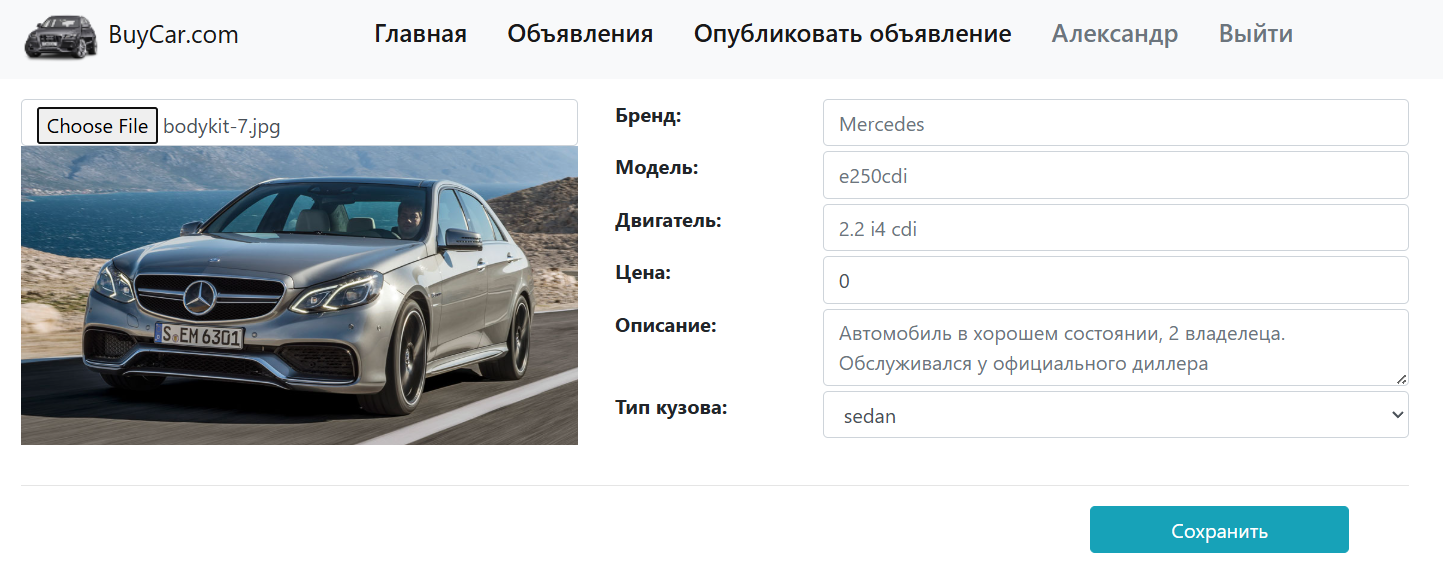 BuyCar.com Главная Объявления Опубликовать объявление Александр Выйти
Choose File bodykit-7.jpg
S EM 6301
Бренд: Mercedes
Модель: e250cdi
Двигатель: 2.2 i4 cdi
Цена: 0
Описание: Автомобиль в хорошем состоянии, 2 владелеца.
Обслуживался у официального диллера
Тип кузова: sedan
Сохранить